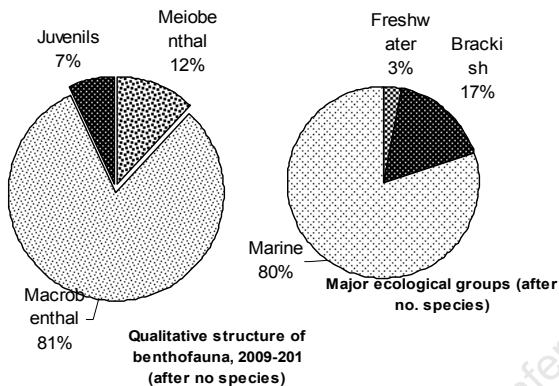 Juvenils
7%
Meiobe
nthal
12%
Macrob
enthal
81%
Qualitative structure of
benthofauna, 2009-201
(after no species)
Freshw
ater
3%
Bracki
sh
17%
Marine
80%
Major ecological groups (after
no. species)